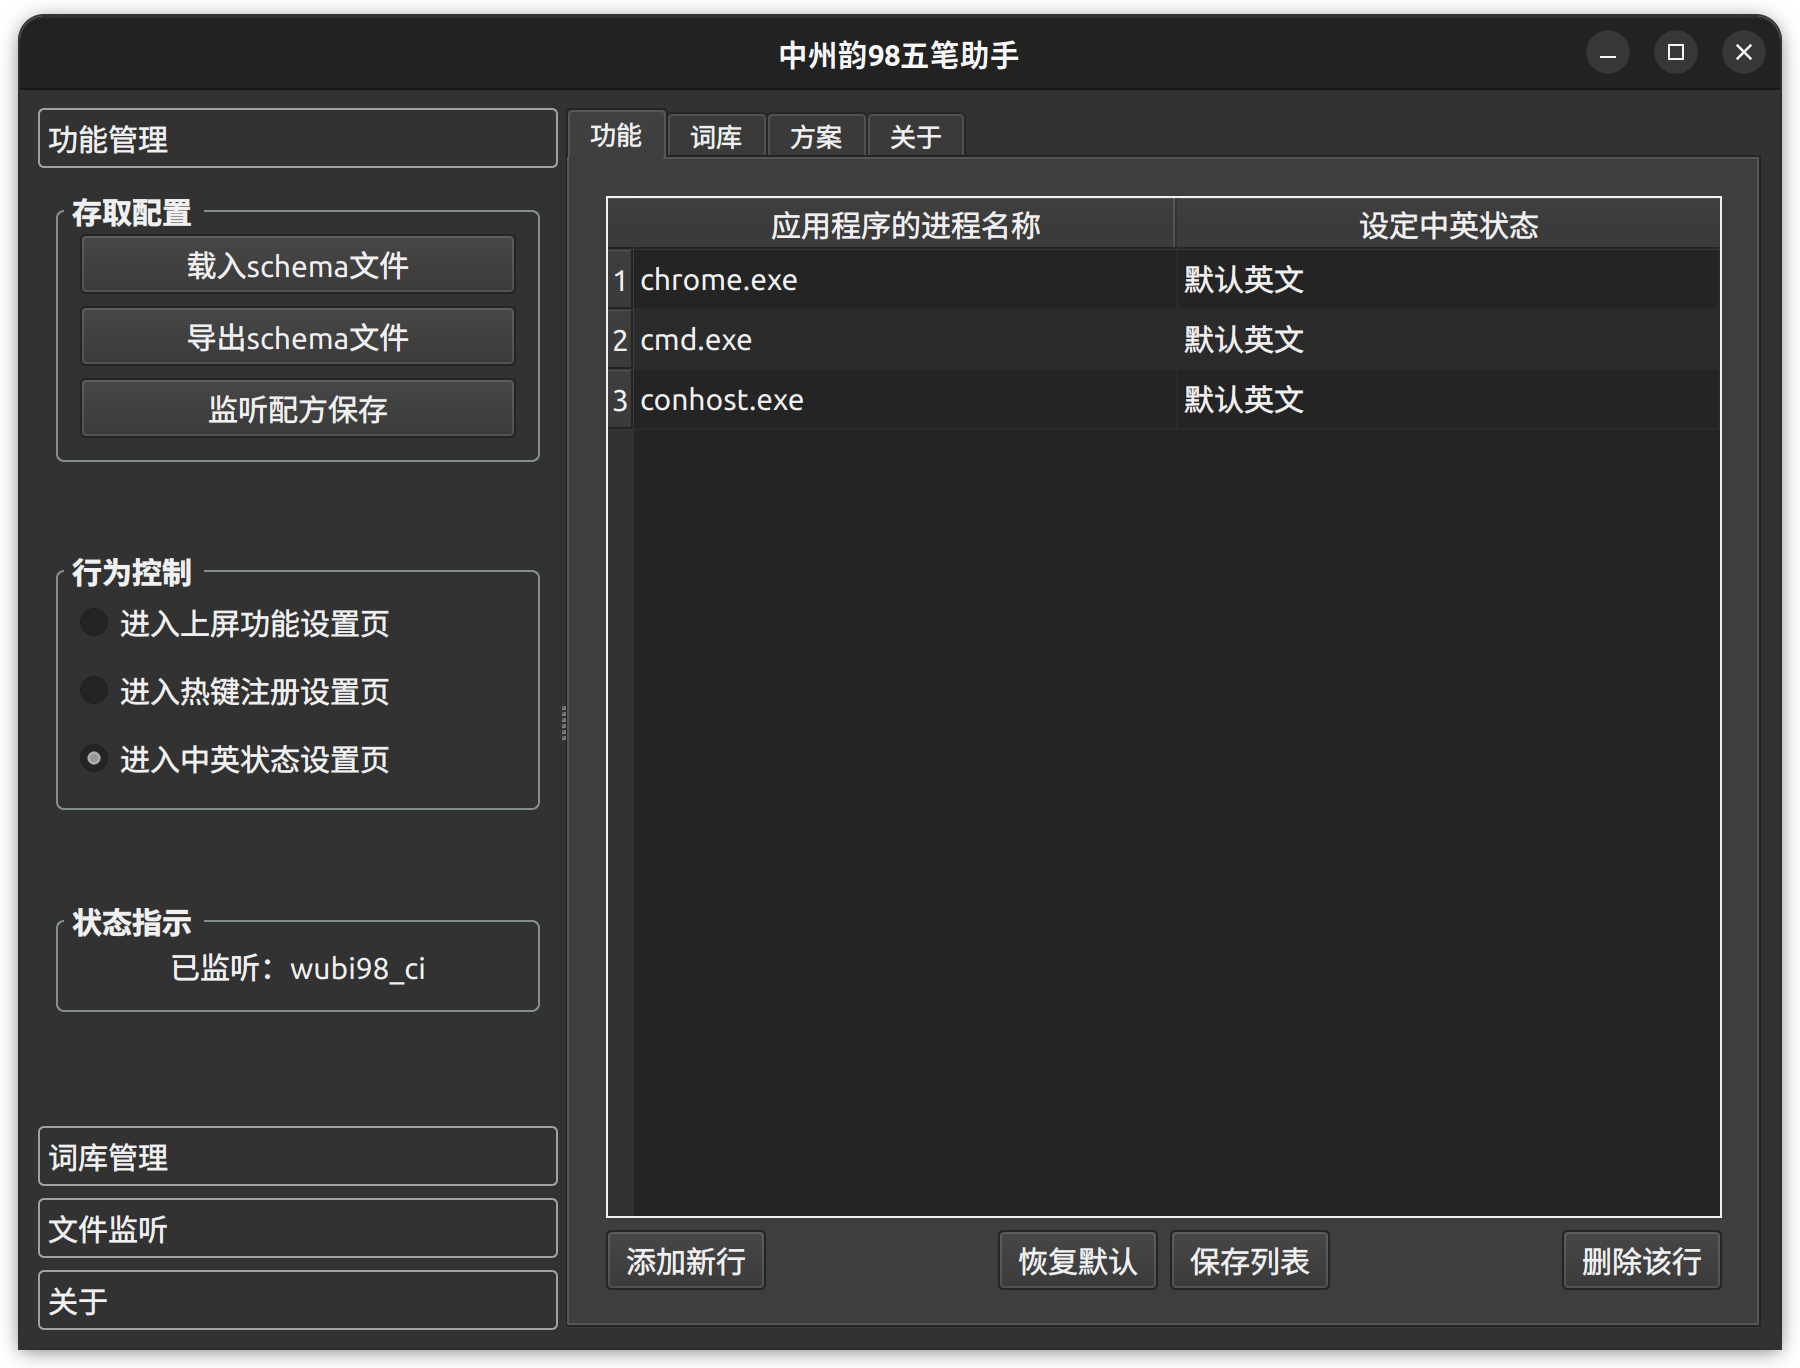 中州韵98五笔助手
功能管理
存取配置
载入schema文件
导出schema文件
监听配方保存
行为控制
进入上屏功能设置页
进入热键注册设置页
进入中英状态设置页
状态指示
已监听：wubi98_ci
词库管理
文件监听
关于
功能 词库 方案 关于
应用程序的进程名称 设定中英状态
1 chrome.exe 默认英文
2 cmd.exe 默认英文
3 conhost.exe 默认英文
添加新行 恢复默认 保存列表 删除该行